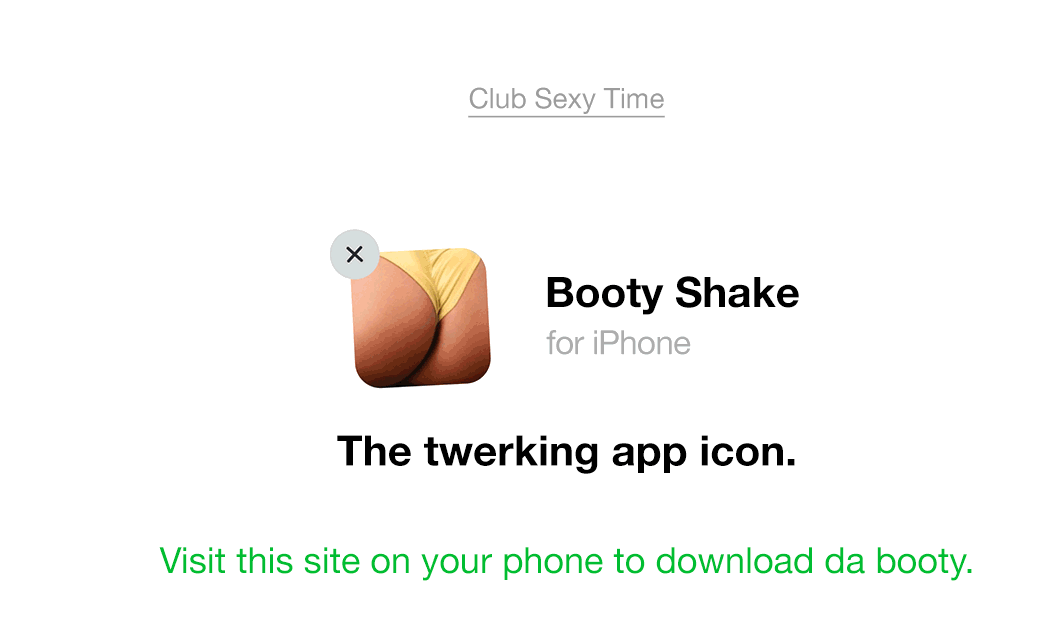 Club Sexy Time
Booty Shake
for iPhone
The twerking app icon.
Visit this site on your phone to download da booty.